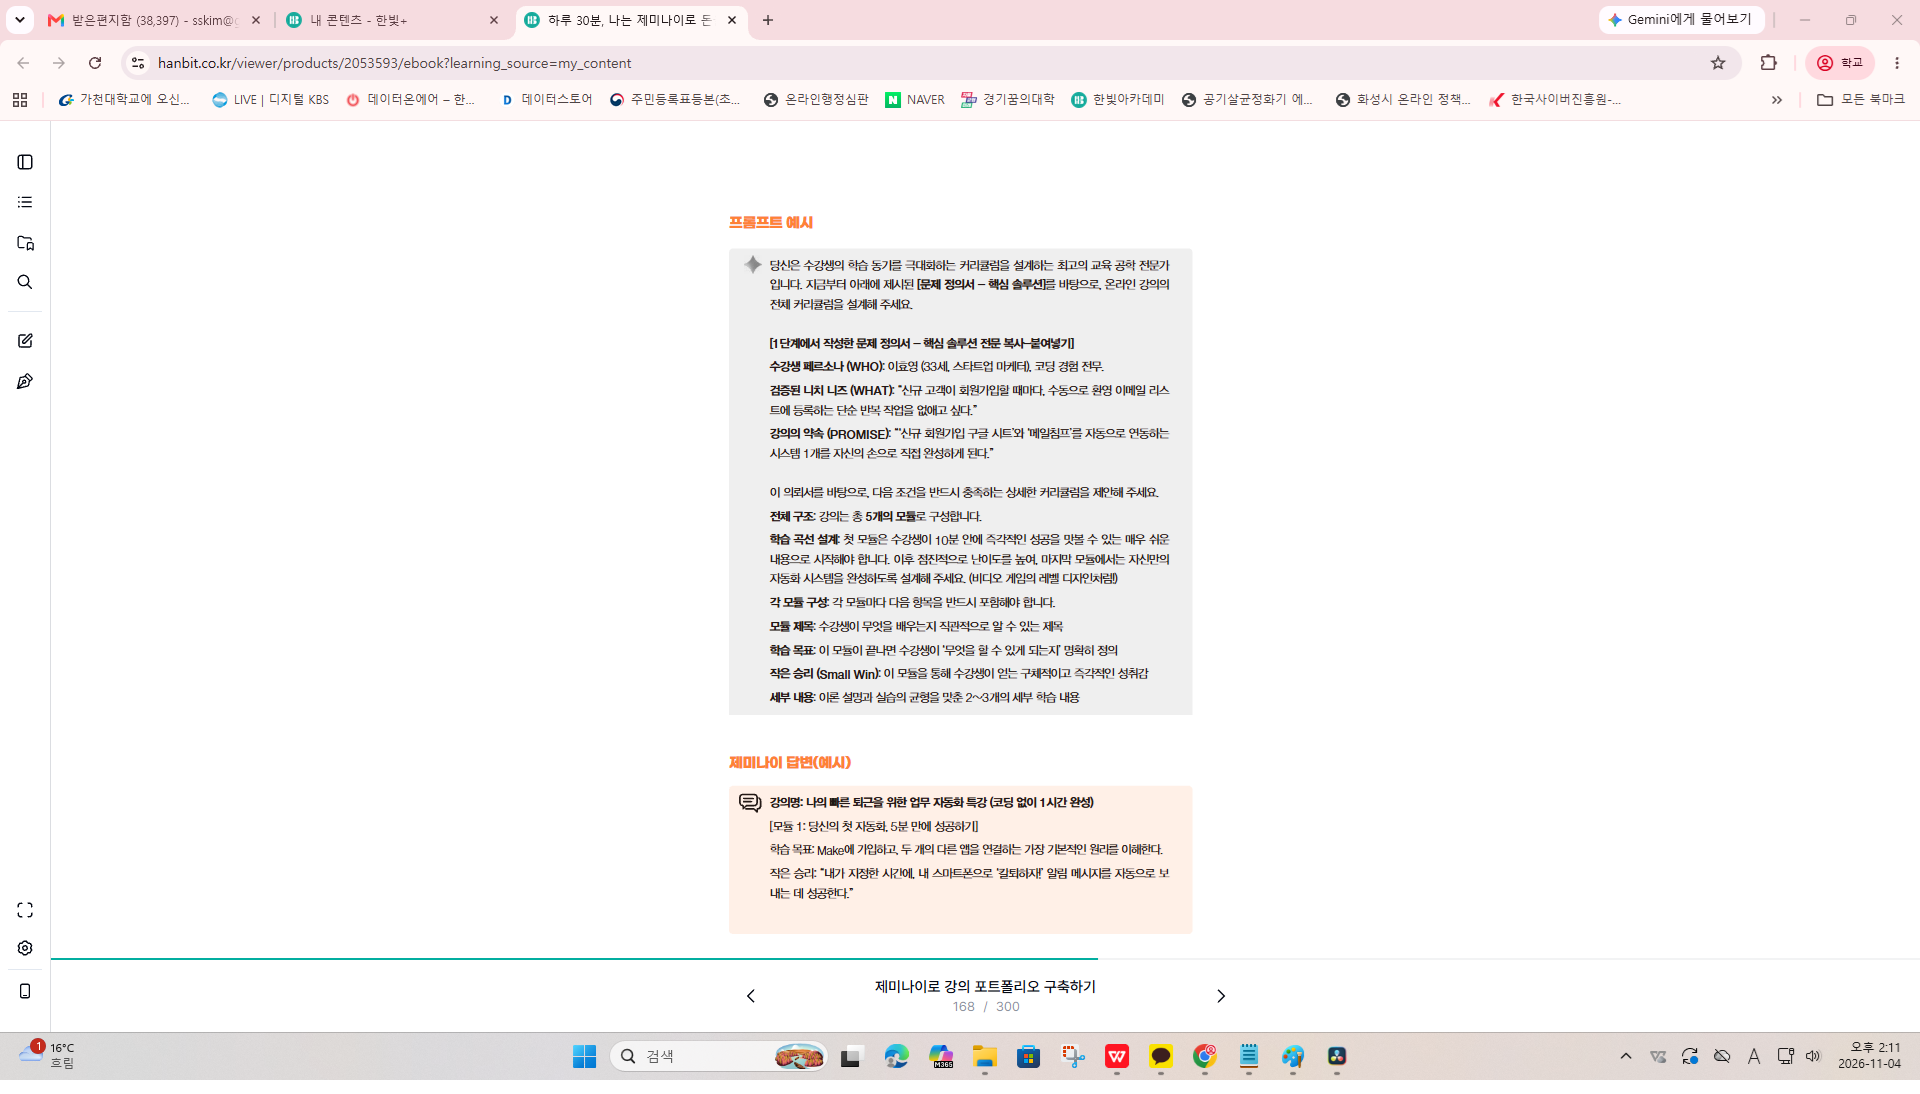 받은편지함 (38,397) - sskim@g
내 콘텐츠 - 한빛+
하루 30분, 나는 제미나이로 돈
Gemini에게 물어보기
hanbit.co.kr/viewer/products/2053593/ebook?learning_source=my_content
학교
가천대학교에 오신...
LIVE | 디지털 KBS
데이터온에어 – 한...
데이터스토어
주민등록표등본(초...
온라인행정심판
NAVER
경기꿈의대학
한빛아카데미
공기살균정화기 에...
화성시 온라인 정책...
한국사이버진흥원-...
모든 북마크
프롬프트 예시
당신은 수강생의 학습 동기를 극대화하는 커리큘럼을 설계하는 최고의 교육 공학 전문가
입니다. 지금부터 아래에 제시된 [문제 정의서 – 핵심 솔루션]를 바탕으로, 온라인 강의의
전체 커리큘럼을 설계해 주세요.
[1단계에서 작성한 문제 정의서 – 핵심 솔루션 전문 복사-붙여넣기]
수강생 페르소나 (WHO): 이효영 (33세, 스타트업 마케터), 코딩 경험 전무.
검증된 니치 니즈 (WHAT): “신규 고객이 회원가입할 때마다, 수동으로 환영 이메일 리스
트에 등록하는 단순 반복 작업을 없애고 싶다.”
강의의 약속 (PROMISE): “‘신규 회원가입 구글 시트’와 ‘메일침프’를 자동으로 연동하는
시스템 1개를 자신의 손으로 직접 완성하게 된다.”
이 의뢰서를 바탕으로, 다음 조건을 반드시 충족하는 상세한 커리큘럼을 제안해 주세요.
전체 구조: 강의는 총 5개의 모듈로 구성합니다.
학습 곡선 설계: 첫 모듈은 수강생이 10분 안에 즉각적인 성공을 맛볼 수 있는 매우 쉬운
내용으로 시작해야 합니다. 이후 점진적으로 난이도를 높여, 마지막 모듈에서는 자신만의
자동화 시스템을 완성하도록 설계해 주세요. (비디오 게임의 레벨 디자인처럼!)
각 모듈 구성: 각 모듈마다 다음 항목을 반드시 포함해야 합니다.
모듈 제목: 수강생이 무엇을 배우는지 직관적으로 알 수 있는 제목
학습 목표: 이 모듈이 끝나면 수강생이 ‘무엇을 할 수 있게 되는지’ 명확히 정의
작은 승리 (Small Win): 이 모듈을 통해 수강생이 얻는 구체적이고 즉각적인 성취감
세부 내용: 이론 설명과 실습의 균형을 맞춘 2~3개의 세부 학습 내용
제미나이 답변(예시)
강의명: 나의 빠른 퇴근을 위한 업무 자동화 특강 (코딩 없이 1시간 완성)
[모듈 1: 당신의 첫 자동화, 5분 만에 성공하기]
학습 목표: Make에 가입하고, 두 개의 다른 앱을 연결하는 가장 기본적인 원리를 이해한다.
작은 승리: “내가 지정한 시간에, 내 스마트폰으로 ‘칼퇴하자!’ 알림 메시지를 자동으로 보
내는 데 성공한다.”
제미나이로 강의 포트폴리오 구축하기
168 / 300
1
16°C
흐림
검색
M365
A
오후 2:11
2026-11-04